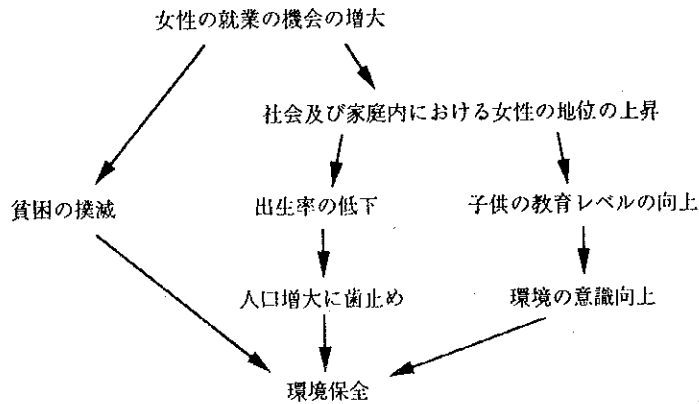 女性の就業の機会の増大
社会及び家庭内における女性の地位の上昇
貧困の撲滅
出生率の低下
子供の教育レベルの向上
人口増大に歯止め
環境の意識向上
環境保全